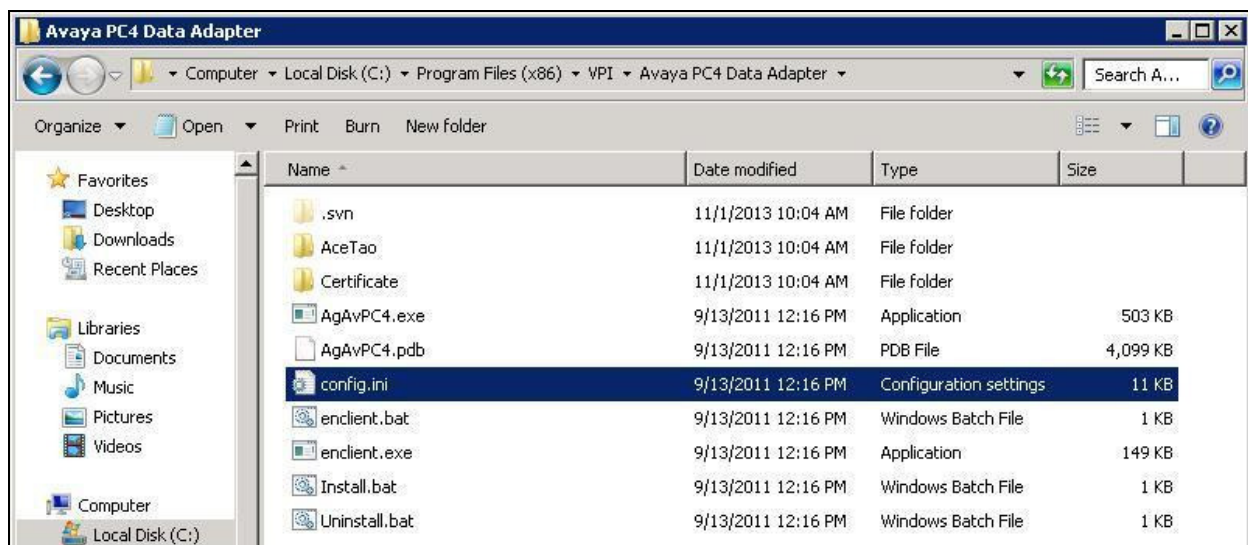 Avaya PC4 Data Adapter
Computer Local Disk (C:) Program Files (x86) VPI Avaya PC4 Data Adapter Search A...
Organize Open Print Burn New folder
Favorites
Desktop
Downloads
Recent Places
Libraries
Documents
Music
Pictures
Videos
Computer
Local Disk (C:)
Name Date modified Type Size
.svn 11/1/2013 10:04 AM File folder
AceTao 11/1/2013 10:04 AM File folder
Certificate 11/1/2013 10:04 AM File folder
AgAvPC4.exe 9/13/2011 12:16 PM Application 503 KB
AgAvPC4.pdb 9/13/2011 12:16 PM PDB File 4,099 KB
config.ini 9/13/2011 12:16 PM Configuration settings 11 KB
enclient.bat 9/13/2011 12:16 PM Windows Batch File 1 KB
enclient.exe 9/13/2011 12:16 PM Application 149 KB
Install.bat 9/13/2011 12:16 PM Windows Batch File 1 KB
Uninstall.bat 9/13/2011 12:16 PM Windows Batch File 1 KB